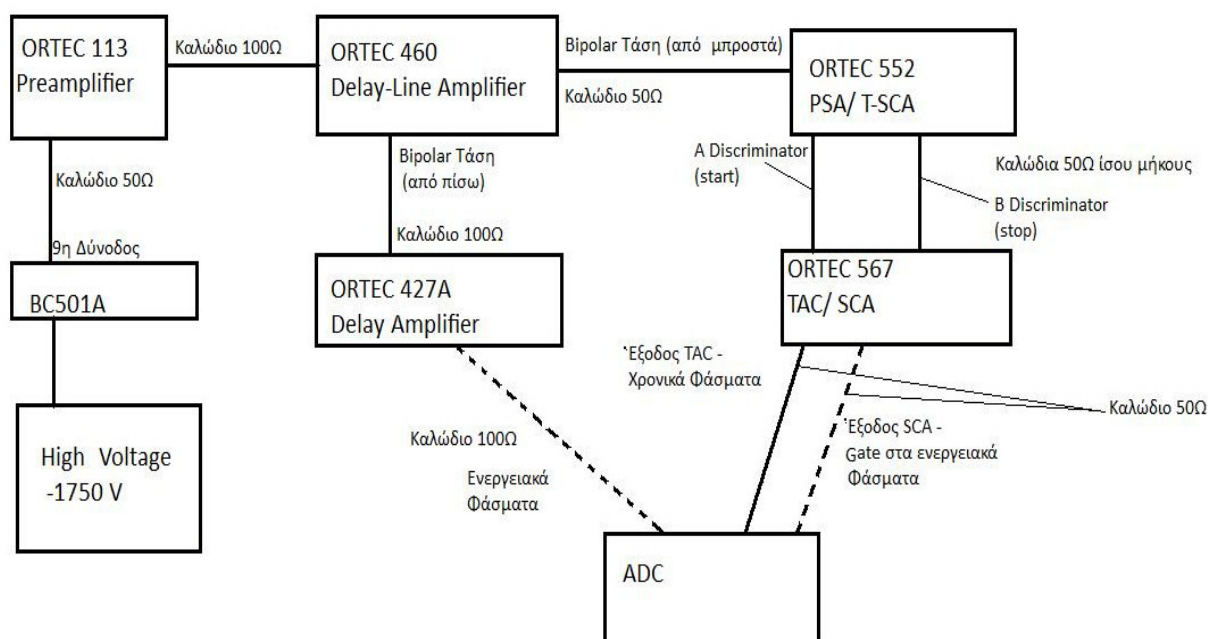 ORTEC 113
Preamplifier
Καλώδιο 100Ω
ORTEC 460
Delay-Line Amplifier
Bipolar Τάση (από μπροστά)
Καλώδιο 50Ω
ORTEC 552
PSA/ T-SCA
Καλώδιο 50Ω
Bipolar Τάση
(από πίσω)
Καλώδιο 100Ω
A Discriminator
(start)
Καλώδια 50Ω ίσου μήκους
B Discriminator
(stop)
9η Δύνοδος
BC501A
ORTEC 427A
Delay Amplifier
ORTEC 567
TAC/ SCA
High Voltage
-1750 V
Έξοδος TAC -
Χρονικά Φάσματα
Καλώδιο 50Ω
Έξοδος SCA -
Gate στα ενεργειακά
Φάσματα
Καλώδιο 100Ω
Ενεργειακά
Φάσματα
ADC